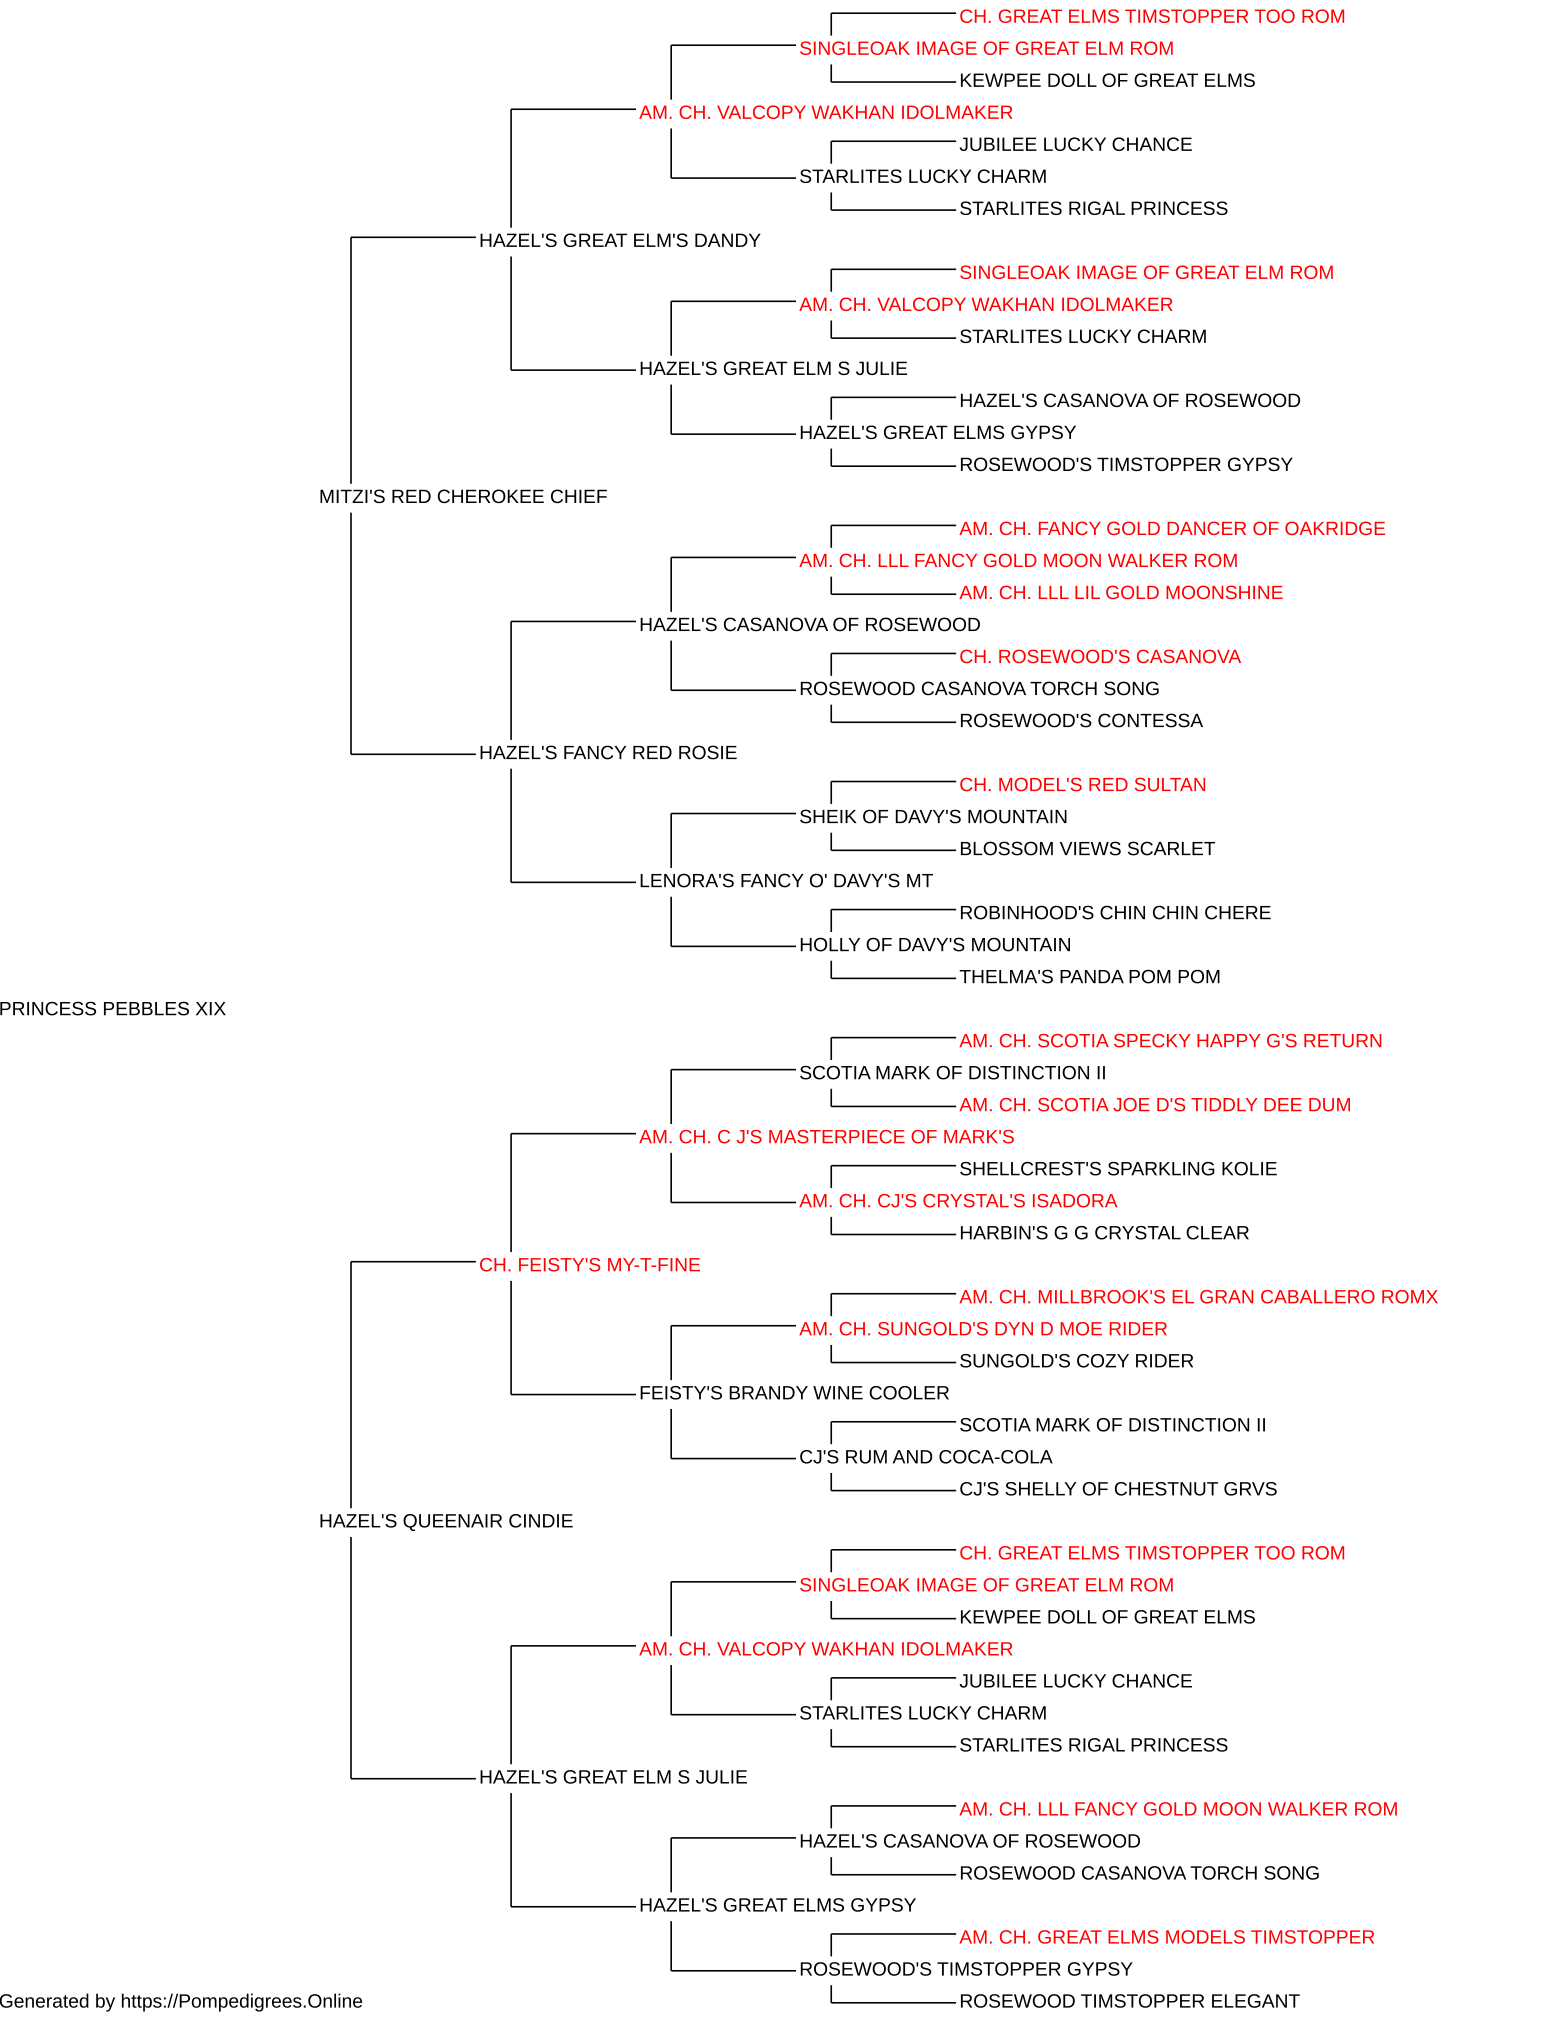 CH. GREAT ELMS TIMSTOPPER TOO ROM
SINGLEOAK IMAGE OF GREAT ELM ROM
KEWPEE DOLL OF GREAT ELMS
AM. CH. VALCOPY WAKHAN IDOLMAKER
JUBILEE LUCKY CHANCE
STARLITES LUCKY CHARM
STARLITES RIGAL PRINCESS
HAZEL'S GREAT ELM'S DANDY
SINGLEOAK IMAGE OF GREAT ELM ROM
AM. CH. VALCOPY WAKHAN IDOLMAKER
STARLITES LUCKY CHARM
HAZEL'S GREAT ELM S JULIE
HAZEL'S CASANOVA OF ROSEWOOD
HAZEL'S GREAT ELMS GYPSY
ROSEWOOD'S TIMSTOPPER GYPSY
MITZI'S RED CHEROKEE CHIEF
AM. CH. FANCY GOLD DANCER OF OAKRIDGE
AM. CH. LLL FANCY GOLD MOON WALKER ROM
AM. CH. LLL LIL GOLD MOONSHINE
HAZEL'S CASANOVA OF ROSEWOOD
CH. ROSEWOOD'S CASANOVA
ROSEWOOD CASANOVA TORCH SONG
ROSEWOOD'S CONTESSA
HAZEL'S FANCY RED ROSIE
CH. MODEL'S RED SULTAN
SHEIK OF DAVY'S MOUNTAIN
BLOSSOM VIEWS SCARLET
LENORA'S FANCY O' DAVY'S MT
ROBINHOOD'S CHIN CHIN CHERE
HOLLY OF DAVY'S MOUNTAIN
THELMA'S PANDA POM POM
PRINCESS PEBBLES XIX
AM. CH. SCOTIA SPECKY HAPPY G'S RETURN
SCOTIA MARK OF DISTINCTION II
AM. CH. SCOTIA JOE D'S TIDDLY DEE DUM
AM. CH. C J'S MASTERPIECE OF MARK'S
SHELLCREST'S SPARKLING KOLIE
AM. CH. CJ'S CRYSTAL'S ISADORA
HARBIN'S G G CRYSTAL CLEAR
CH. FEISTY'S MY-T-FINE
AM. CH. MILLBROOK'S EL GRAN CABALLERO ROMX
AM. CH. SUNGOLD'S DYN D MOE RIDER
SUNGOLD'S COZY RIDER
FEISTY'S BRANDY WINE COOLER
SCOTIA MARK OF DISTINCTION II
CJ'S RUM AND COCA-COLA
CJ'S SHELLY OF CHESTNUT GRVS
HAZEL'S QUEENAIR CINDIE
CH. GREAT ELMS TIMSTOPPER TOO ROM
SINGLEOAK IMAGE OF GREAT ELM ROM
KEWPEE DOLL OF GREAT ELMS
AM. CH. VALCOPY WAKHAN IDOLMAKER
JUBILEE LUCKY CHANCE
STARLITES LUCKY CHARM
STARLITES RIGAL PRINCESS
HAZEL'S GREAT ELM S JULIE
AM. CH. LLL FANCY GOLD MOON WALKER ROM
HAZEL'S CASANOVA OF ROSEWOOD
ROSEWOOD CASANOVA TORCH SONG
HAZEL'S GREAT ELMS GYPSY
AM. CH. GREAT ELMS MODELS TIMSTOPPER
ROSEWOOD'S TIMSTOPPER GYPSY
ROSEWOOD TIMSTOPPER ELEGANT
Generated by https://Pompedigrees.Online